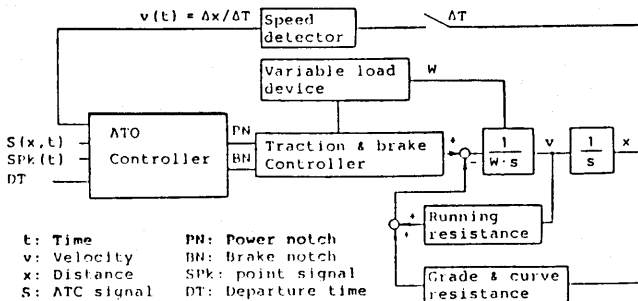 v(t) = Δx/ΔT
Speed
detector
ΔT
Variable load
device
W
S(x,t)
SPk(t)
DT
ATO
Controller
PN
BN
Traction & brake
Controller
+
-
1
W·s
v
1
s
x
+
+
Running
resistance
Grade & curve
resistance
t: Time
v: Velocity
x: Distance
S: ATC signal
PN: Power notch
BN: Brake notch
SPk: point signal
DT: Departure time